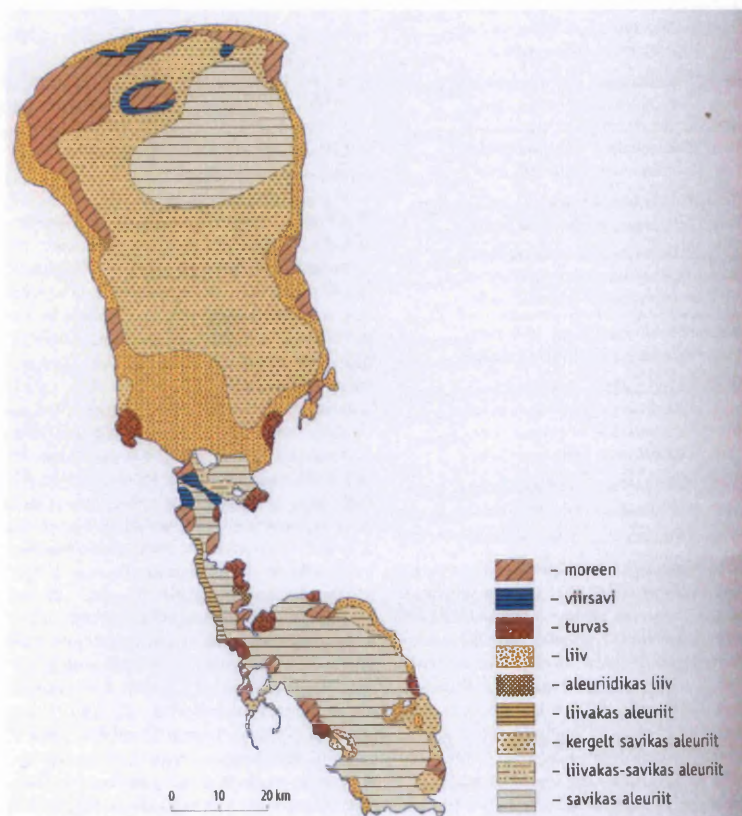 – moreen
– viirsavi
– turvas
– liiv
– aleuriidikas liiv
– liivakas aleuriit
– kergelt savikas aleuriit
– liivakas-savikas aleuriit
– savikas aleuriit
0 10 20 km